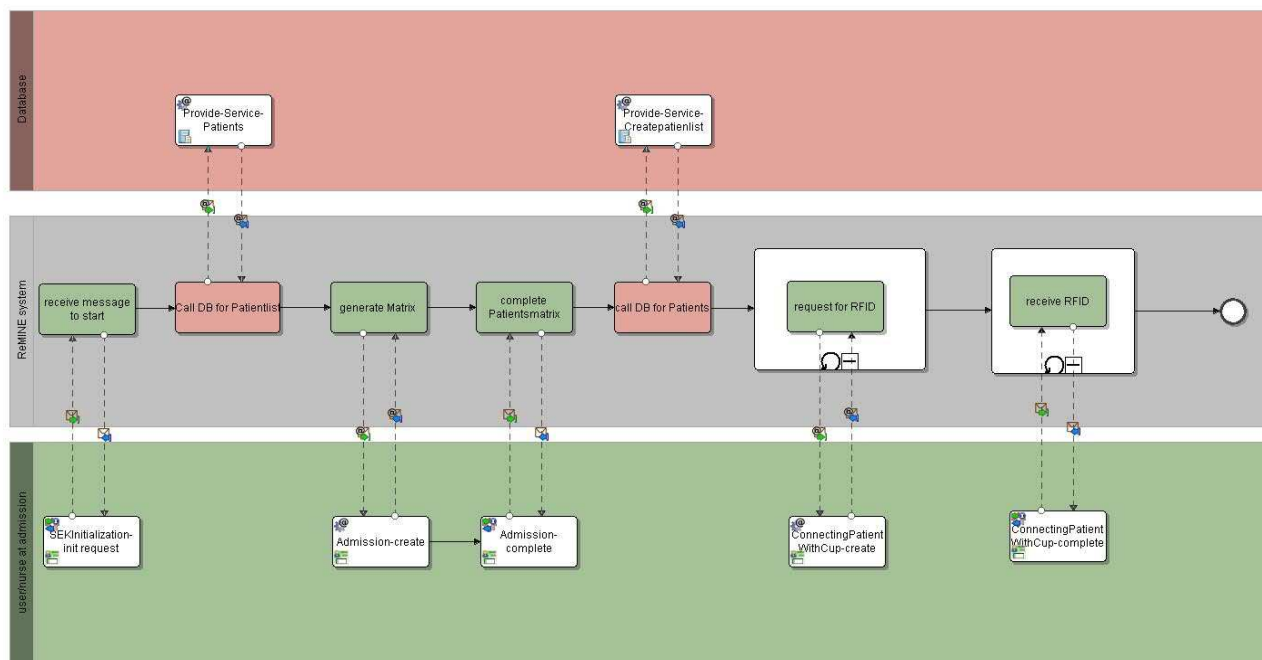 Database
Provide-Service-
Patients
Provide-Service-
Createpatienlist
ReMINE system
receive message
to start
Call DB for Patientlist
generate Matrix
complete
Patientsmatrix
call DB for Patients
request for RFID
receive RFID
user/nurse at admission
SEKInitialization-
init request
Admission-create
Admission-
complete
ConnectingPatient
WithCup-create
ConnectingPatient
WithCup-complete